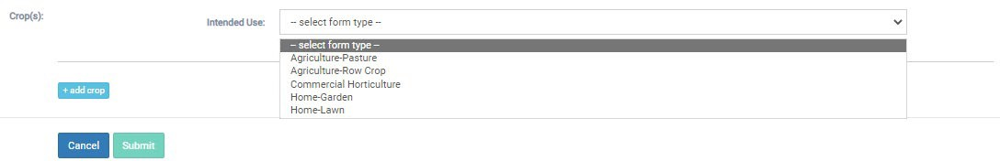 Crop(s):
Intended Use:
-- select form type --
-- select form type --
Agriculture-Pasture
Agriculture-Row Crop
Commercial Horticulture
Home-Garden
Home-Lawn
+ add crop
Cancel
Submit